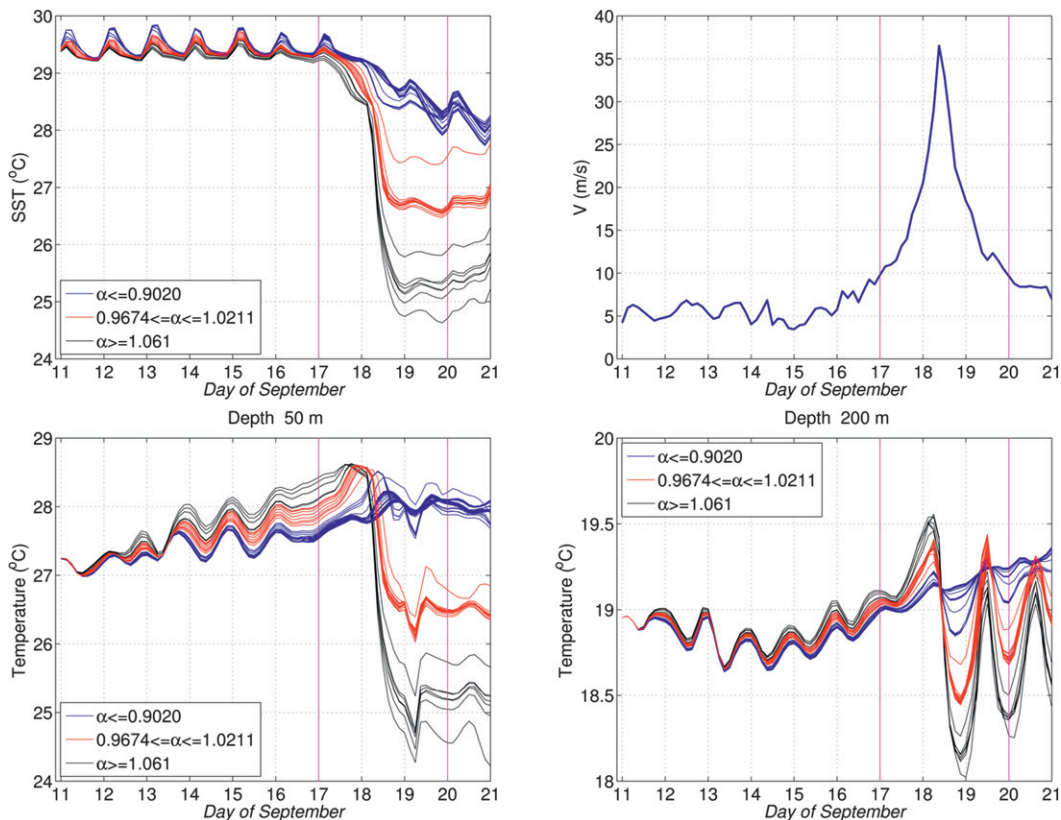 30
29
28
27
26
25
24
SST (°C)
α<=0.9020
0.9674<=α<=1.0211
α>=1.061
11 12 13 14 15 16 17 18 19 20 21
Day of September
40
35
30
25
20
15
10
5
0
V (m/s)
11 12 13 14 15 16 17 18 19 20 21
Day of September
Depth 50 m
29
28
27
26
25
24
Temperature (°C)
α<=0.9020
0.9674<=α<=1.0211
α>=1.061
11 12 13 14 15 16 17 18 19 20 21
Day of September
Depth 200 m
20
19.5
19
18.5
18
Temperature (°C)
α<=0.9020
0.9674<=α<=1.0211
α>=1.061
11 12 13 14 15 16 17 18 19 20 21
Day of September